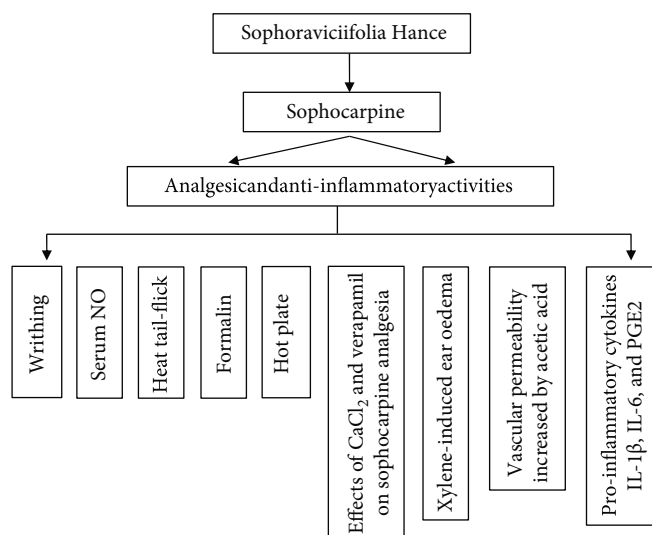 Sophoraviciifolia Hance
Sophocarpine
Analgesicandanti-inflammatoryactivities
Writhing
Serum NO
Heat tail-flick
Formalin
Hot plate
Effects of CaCl₂ and verapamil
on sophocarpine analgesia
Xylene-induced ear oedema
Vascular permeability
increased by acetic acid
Pro-inflammatory cytokines
IL-1β, IL-6, and PGE2